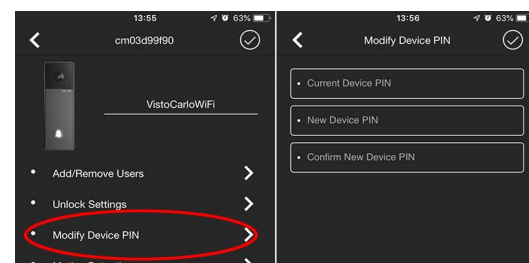 13:55
63%
cm03d99f90
VistoCarloWiFi
• Add/Remove Users
• Unlock Settings
• Modify Device PIN
13:56
63%
Modify Device PIN
• Current Device PIN
• New Device PIN
• Confirm New Device PIN